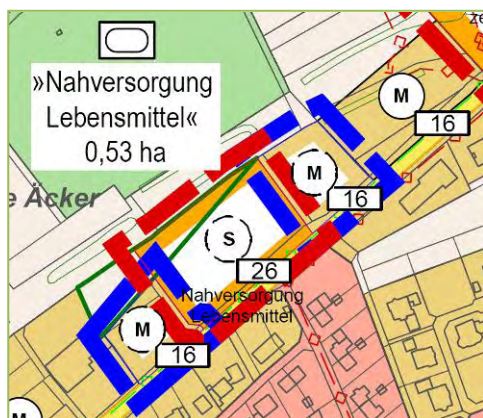 »Nahversorgung
Lebensmittel«
0,53 ha
M
16
M
16
e Äcker
S
26
Nahversorgung
Lebensmittel
M
16
M